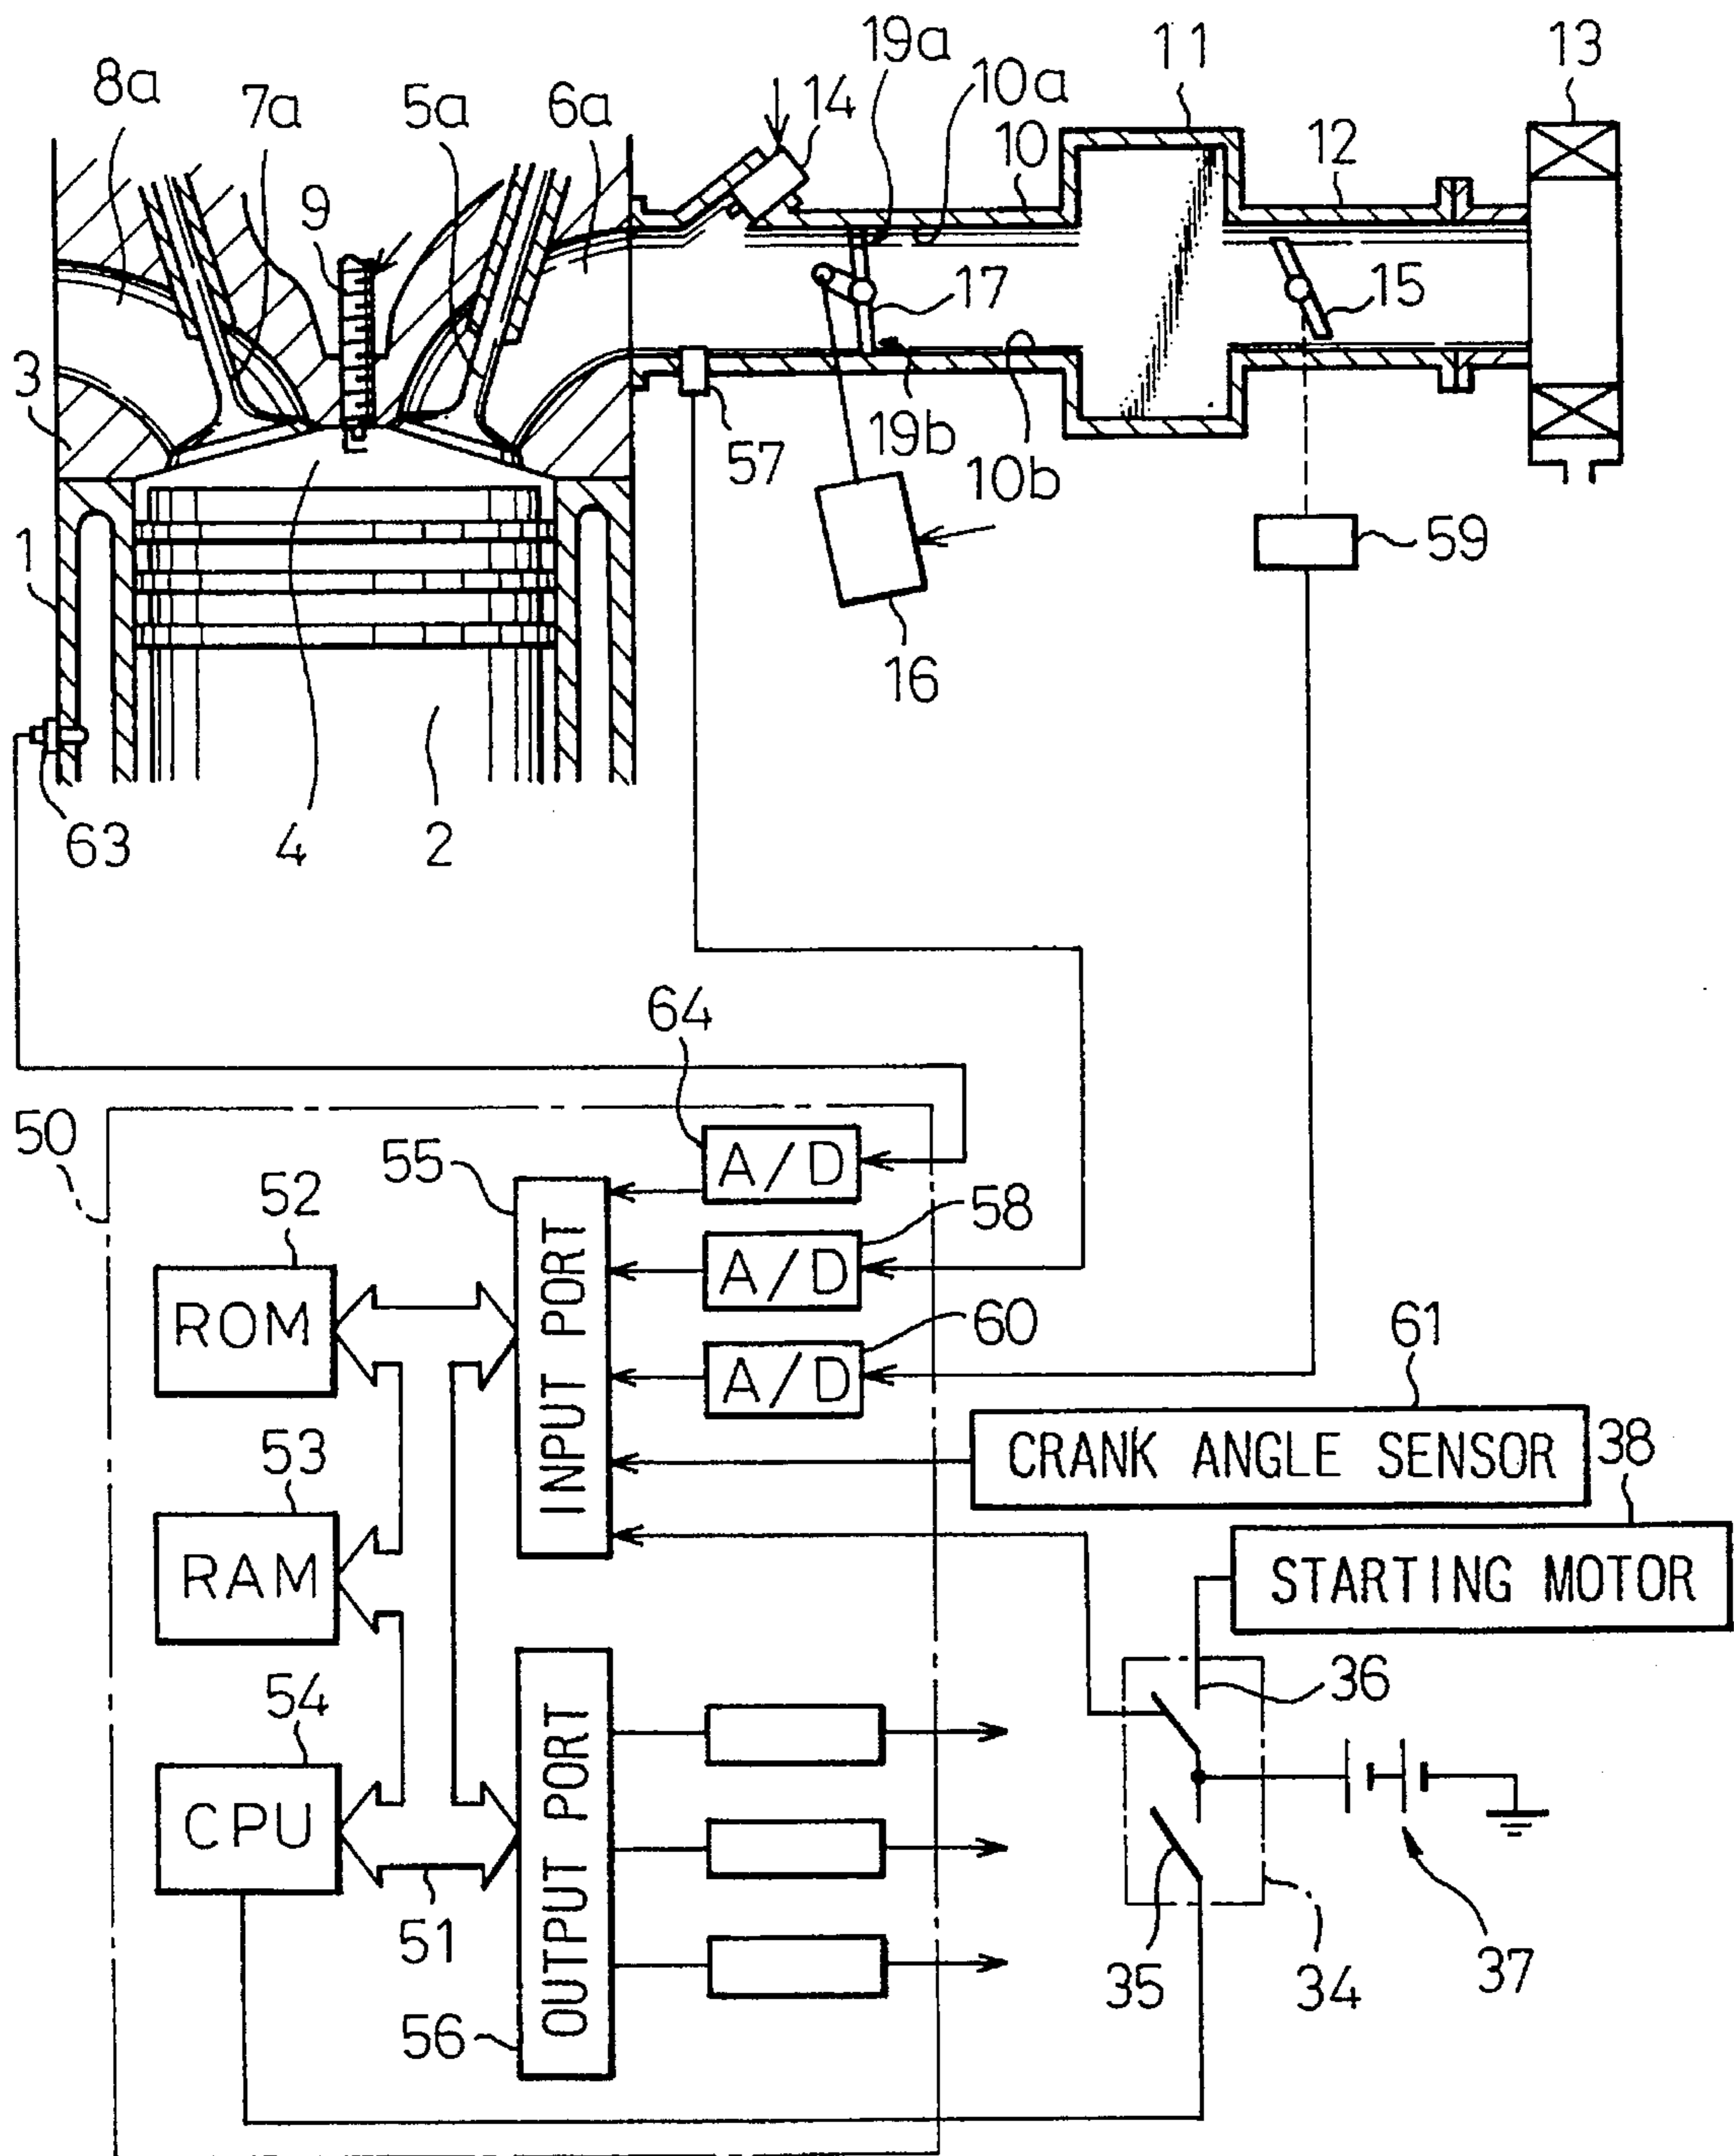 19a
11
13
8a
7a
5a
6a
14
10a
10
12
9
17
15
3
57
19b
10b
1
59
16
63
4
2
64
50
55
A/D
52
58
INPUT PORT
A/D
ROM
60
61
A/D
53
CRANK ANGLE SENSOR
38
RAM
STARTING MOTOR
54
36
OUTPUT PORT
CPU
51
35
34
37
56